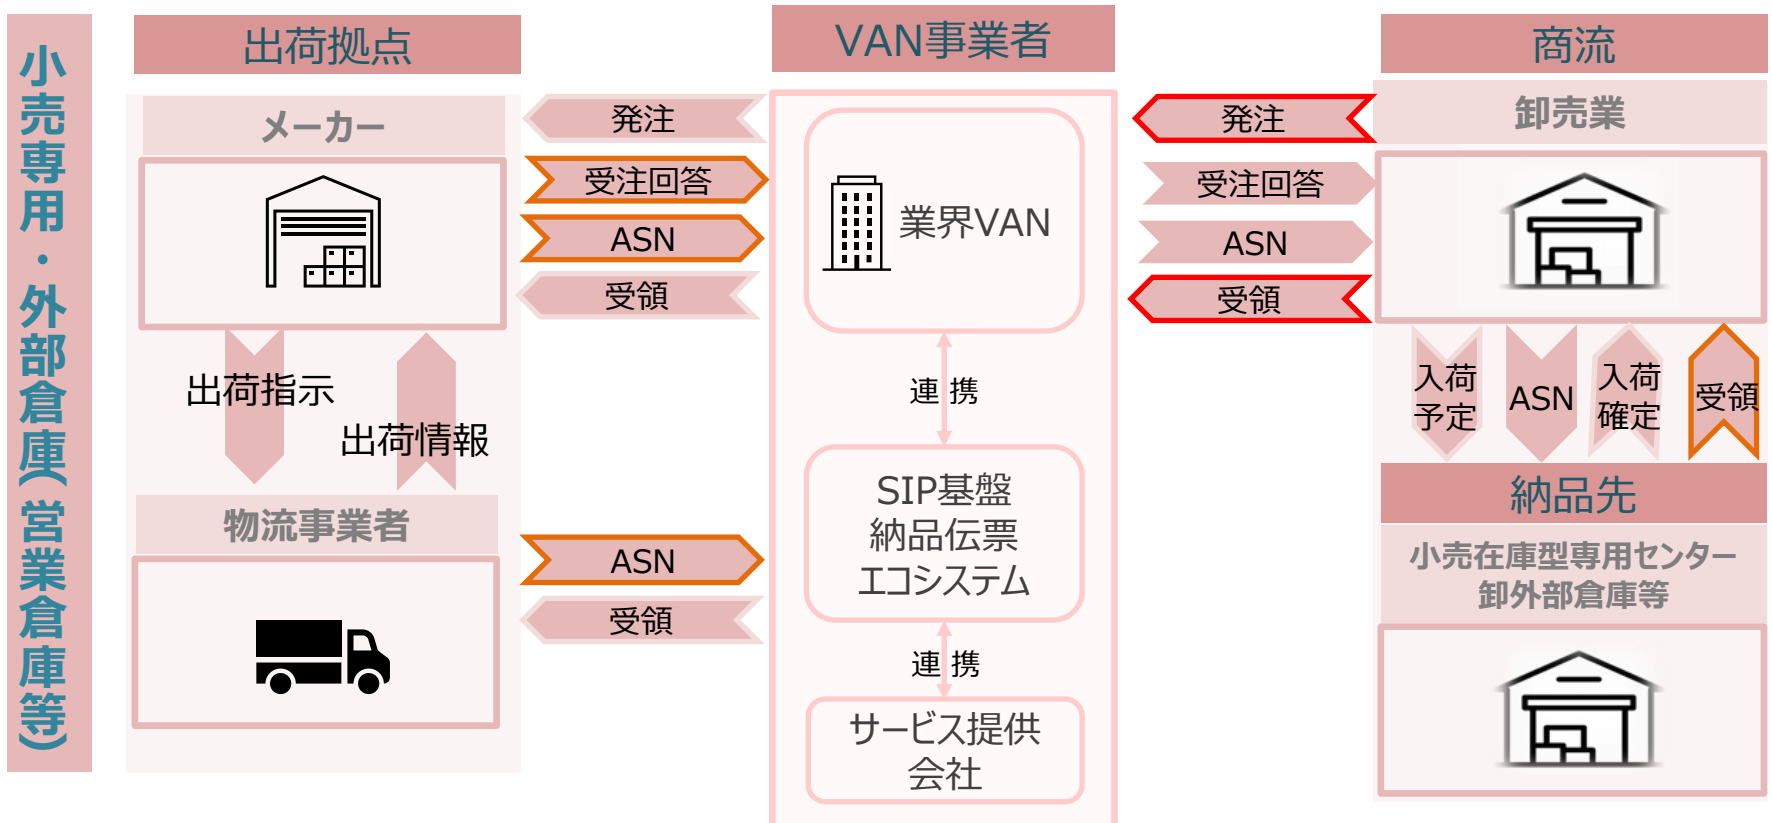 小売専用・外部倉庫(営業倉庫等)
出荷拠点
メーカー
出荷指示
出荷情報
物流事業者
発注
受注回答
ASN
受領
ASN
受領
VAN事業者
業界VAN
連 携
SIP基盤
納品伝票
エコシステム
連 携
サービス提供
会社
発注
受注回答
ASN
受領
商流
卸売業
入荷
予定
ASN
入荷
確定
受領
納品先
小売在庫型専用センター
卸外部倉庫等